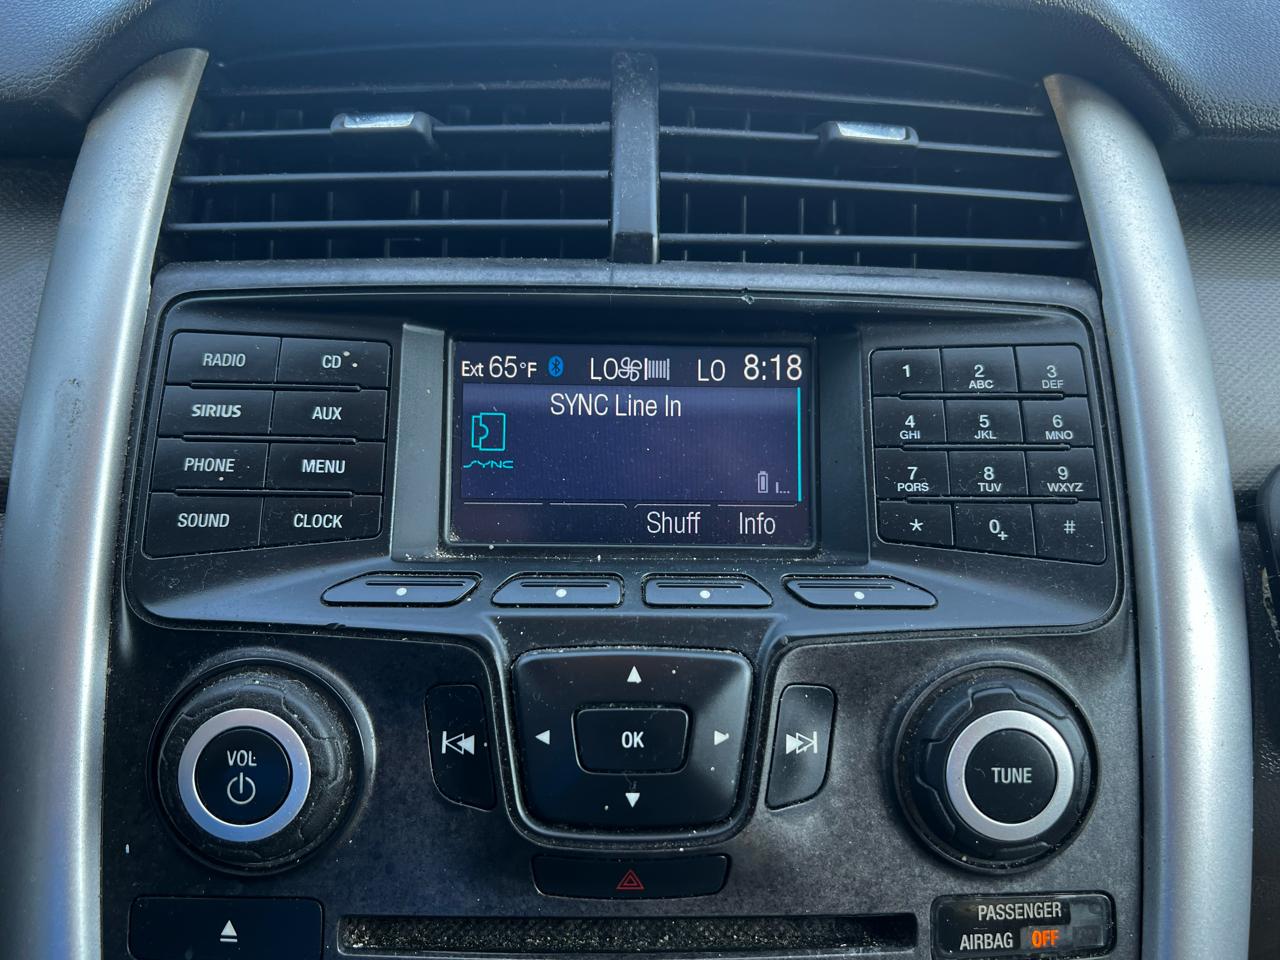 Ext 65°F LO LO 8:18
SYNC Line In
SYNC
Shuff Info
RADIO CD
SIRIUS AUX
PHONE MENU
SOUND CLOCK
1 2 ABC 3 DEF
4 GHI 5 JKL 6 MNO
7 PQRS 8 TUV 9 WXYZ
* 0+ #
VOL
OK
TUNE
PASSENGER
AIRBAG OFF